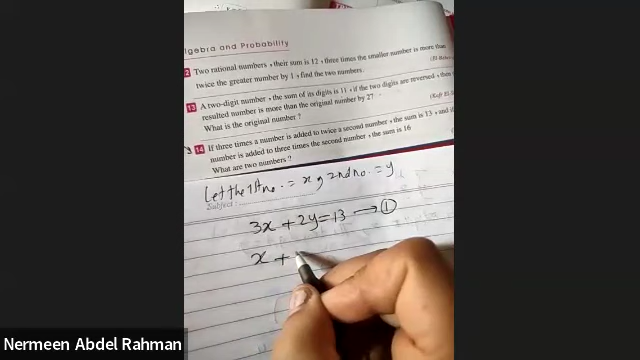 lgebra and Probability
2 Two rational numbers , their sum is 12 , three times the smaller number is more than
twice the greater number by 1 , find the two numbers.
13 A two-digit number , the sum of its digits is 11 , if the two digits are reversed , then
resulted number is more than the original number by 27
What is the original number ?
14 If three times a number is added to twice a second number , the sum is 13 , and if
number is added to three times the second number , the sum is 16
What are two numbers ?
Let the 1st no. = x , 2nd no. = y
Subject :
3x + 2y = 13 → ①
x +
Nermeen Abdel Rahman